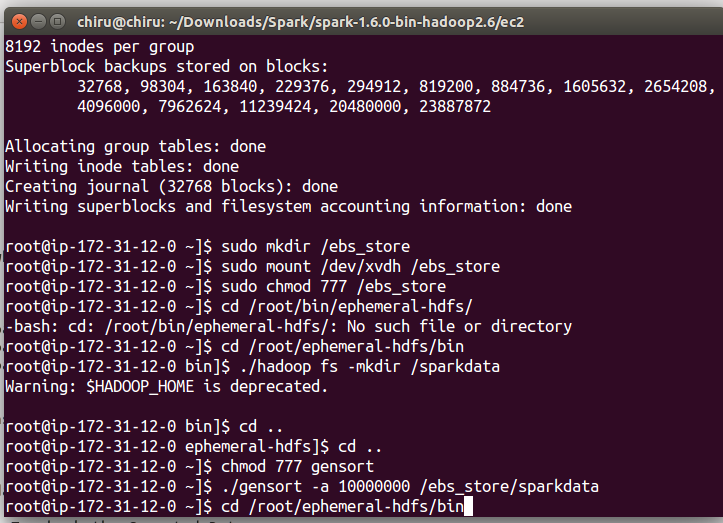 chiru@chiru: ~/Downloads/Spark/spark-1.6.0-bin-hadoop2.6/ec2
8192 inodes per group
Superblock backups stored on blocks:
32768, 98304, 163840, 229376, 294912, 819200, 884736, 1605632, 2654208,
4096000, 7962624, 11239424, 20480000, 23887872
Allocating group tables: done
Writing inode tables: done
Creating journal (32768 blocks): done
Writing superblocks and filesystem accounting information: done
root@ip-172-31-12-0 ~]$ sudo mkdir /ebs_store
root@ip-172-31-12-0 ~]$ sudo mount /dev/xvdh /ebs_store
root@ip-172-31-12-0 ~]$ sudo chmod 777 /ebs_store
root@ip-172-31-12-0 ~]$ cd /root/bin/ephemeral-hdfs/
-bash: cd: /root/bin/ephemeral-hdfs/: No such file or directory
root@ip-172-31-12-0 ~]$ cd /root/ephemeral-hdfs/bin
root@ip-172-31-12-0 bin]$ ./hadoop fs -mkdir /sparkdata
Warning: $HADOOP_HOME is deprecated.
root@ip-172-31-12-0 bin]$ cd ..
root@ip-172-31-12-0 ephemeral-hdfs]$ cd ..
root@ip-172-31-12-0 ~]$ chmod 777 gensort
root@ip-172-31-12-0 ~]$ ./gensort -a 10000000 /ebs_store/sparkdata
root@ip-172-31-12-0 ~]$ cd /root/ephemeral-hdfs/bin